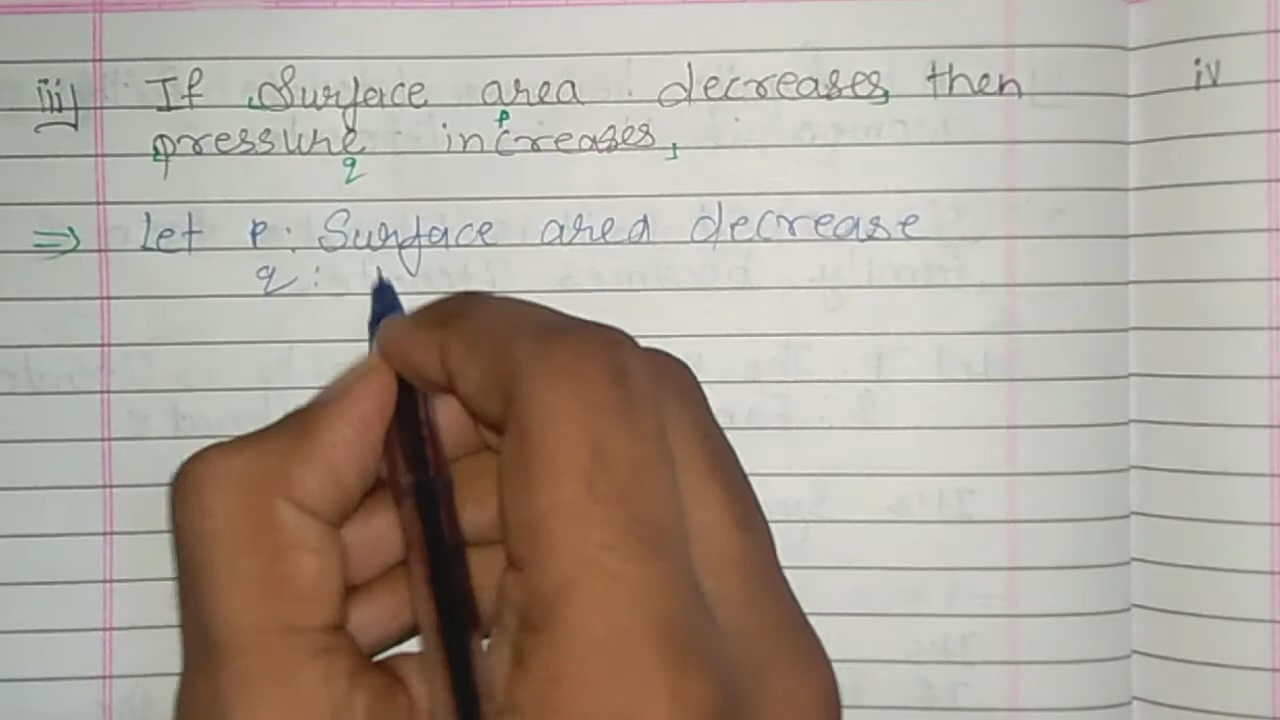 iii) If Surface area decreases then
pressure increases,
p
q
⇒ Let p : Surface area decrease
q :
iv